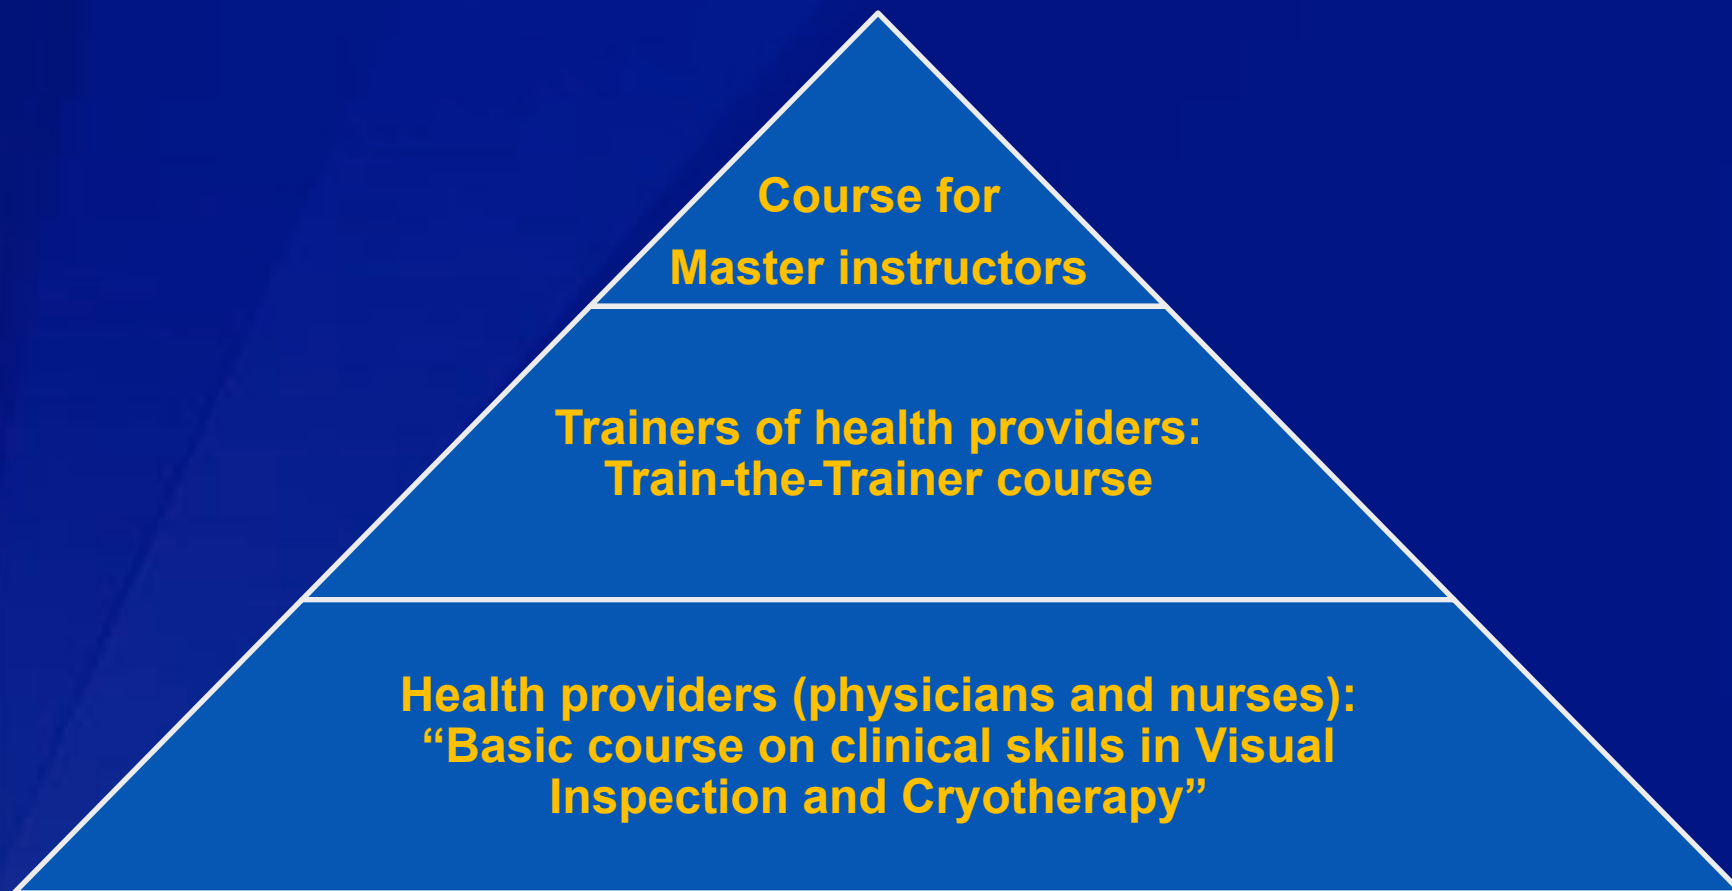 Course for
Master instructors
Trainers of health providers:
Train-the-Trainer course
Health providers (physicians and nurses):
“Basic course on clinical skills in Visual
Inspection and Cryotherapy”